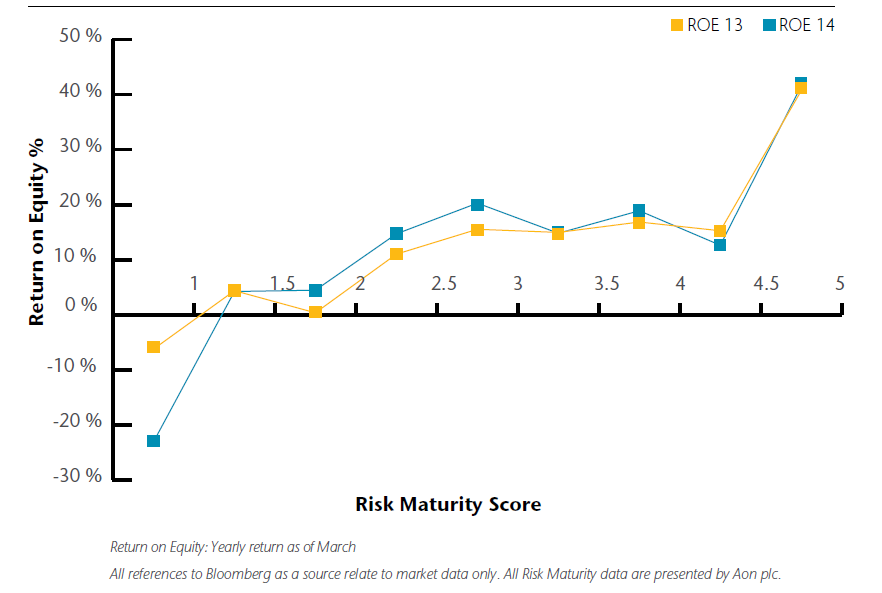 ROE 13 ROE 14
50 %
40 %
30 %
20 %
10 %
1 1.5 2 2.5 3 3.5 4 4.5 5
0 %
-10 %
-20 %
-30 %
Return on Equity %
Risk Maturity Score
Return on Equity: Yearly return as of March
All references to Bloomberg as a source relate to market data only. All Risk Maturity data are presented by Aon plc.